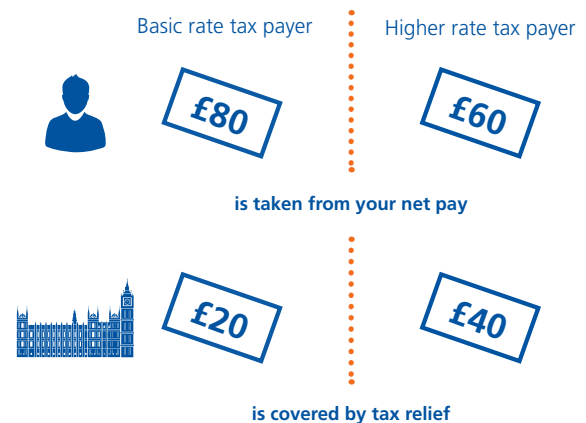 Basic rate tax payer
Higher rate tax payer
£80
£60
is taken from your net pay
£20
£40
is covered by tax relief